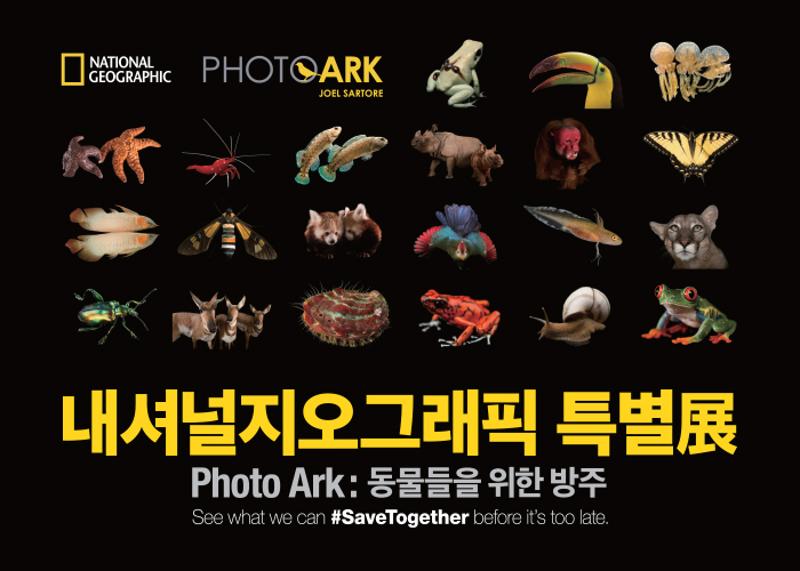 NATIONAL
GEOGRAPHIC
PHOTO ARK
JOEL SARTORE
내셔널지오그래픽 특별展
Photo Ark : 동물들을 위한 방주
See what we can #SaveTogether before it's too late.